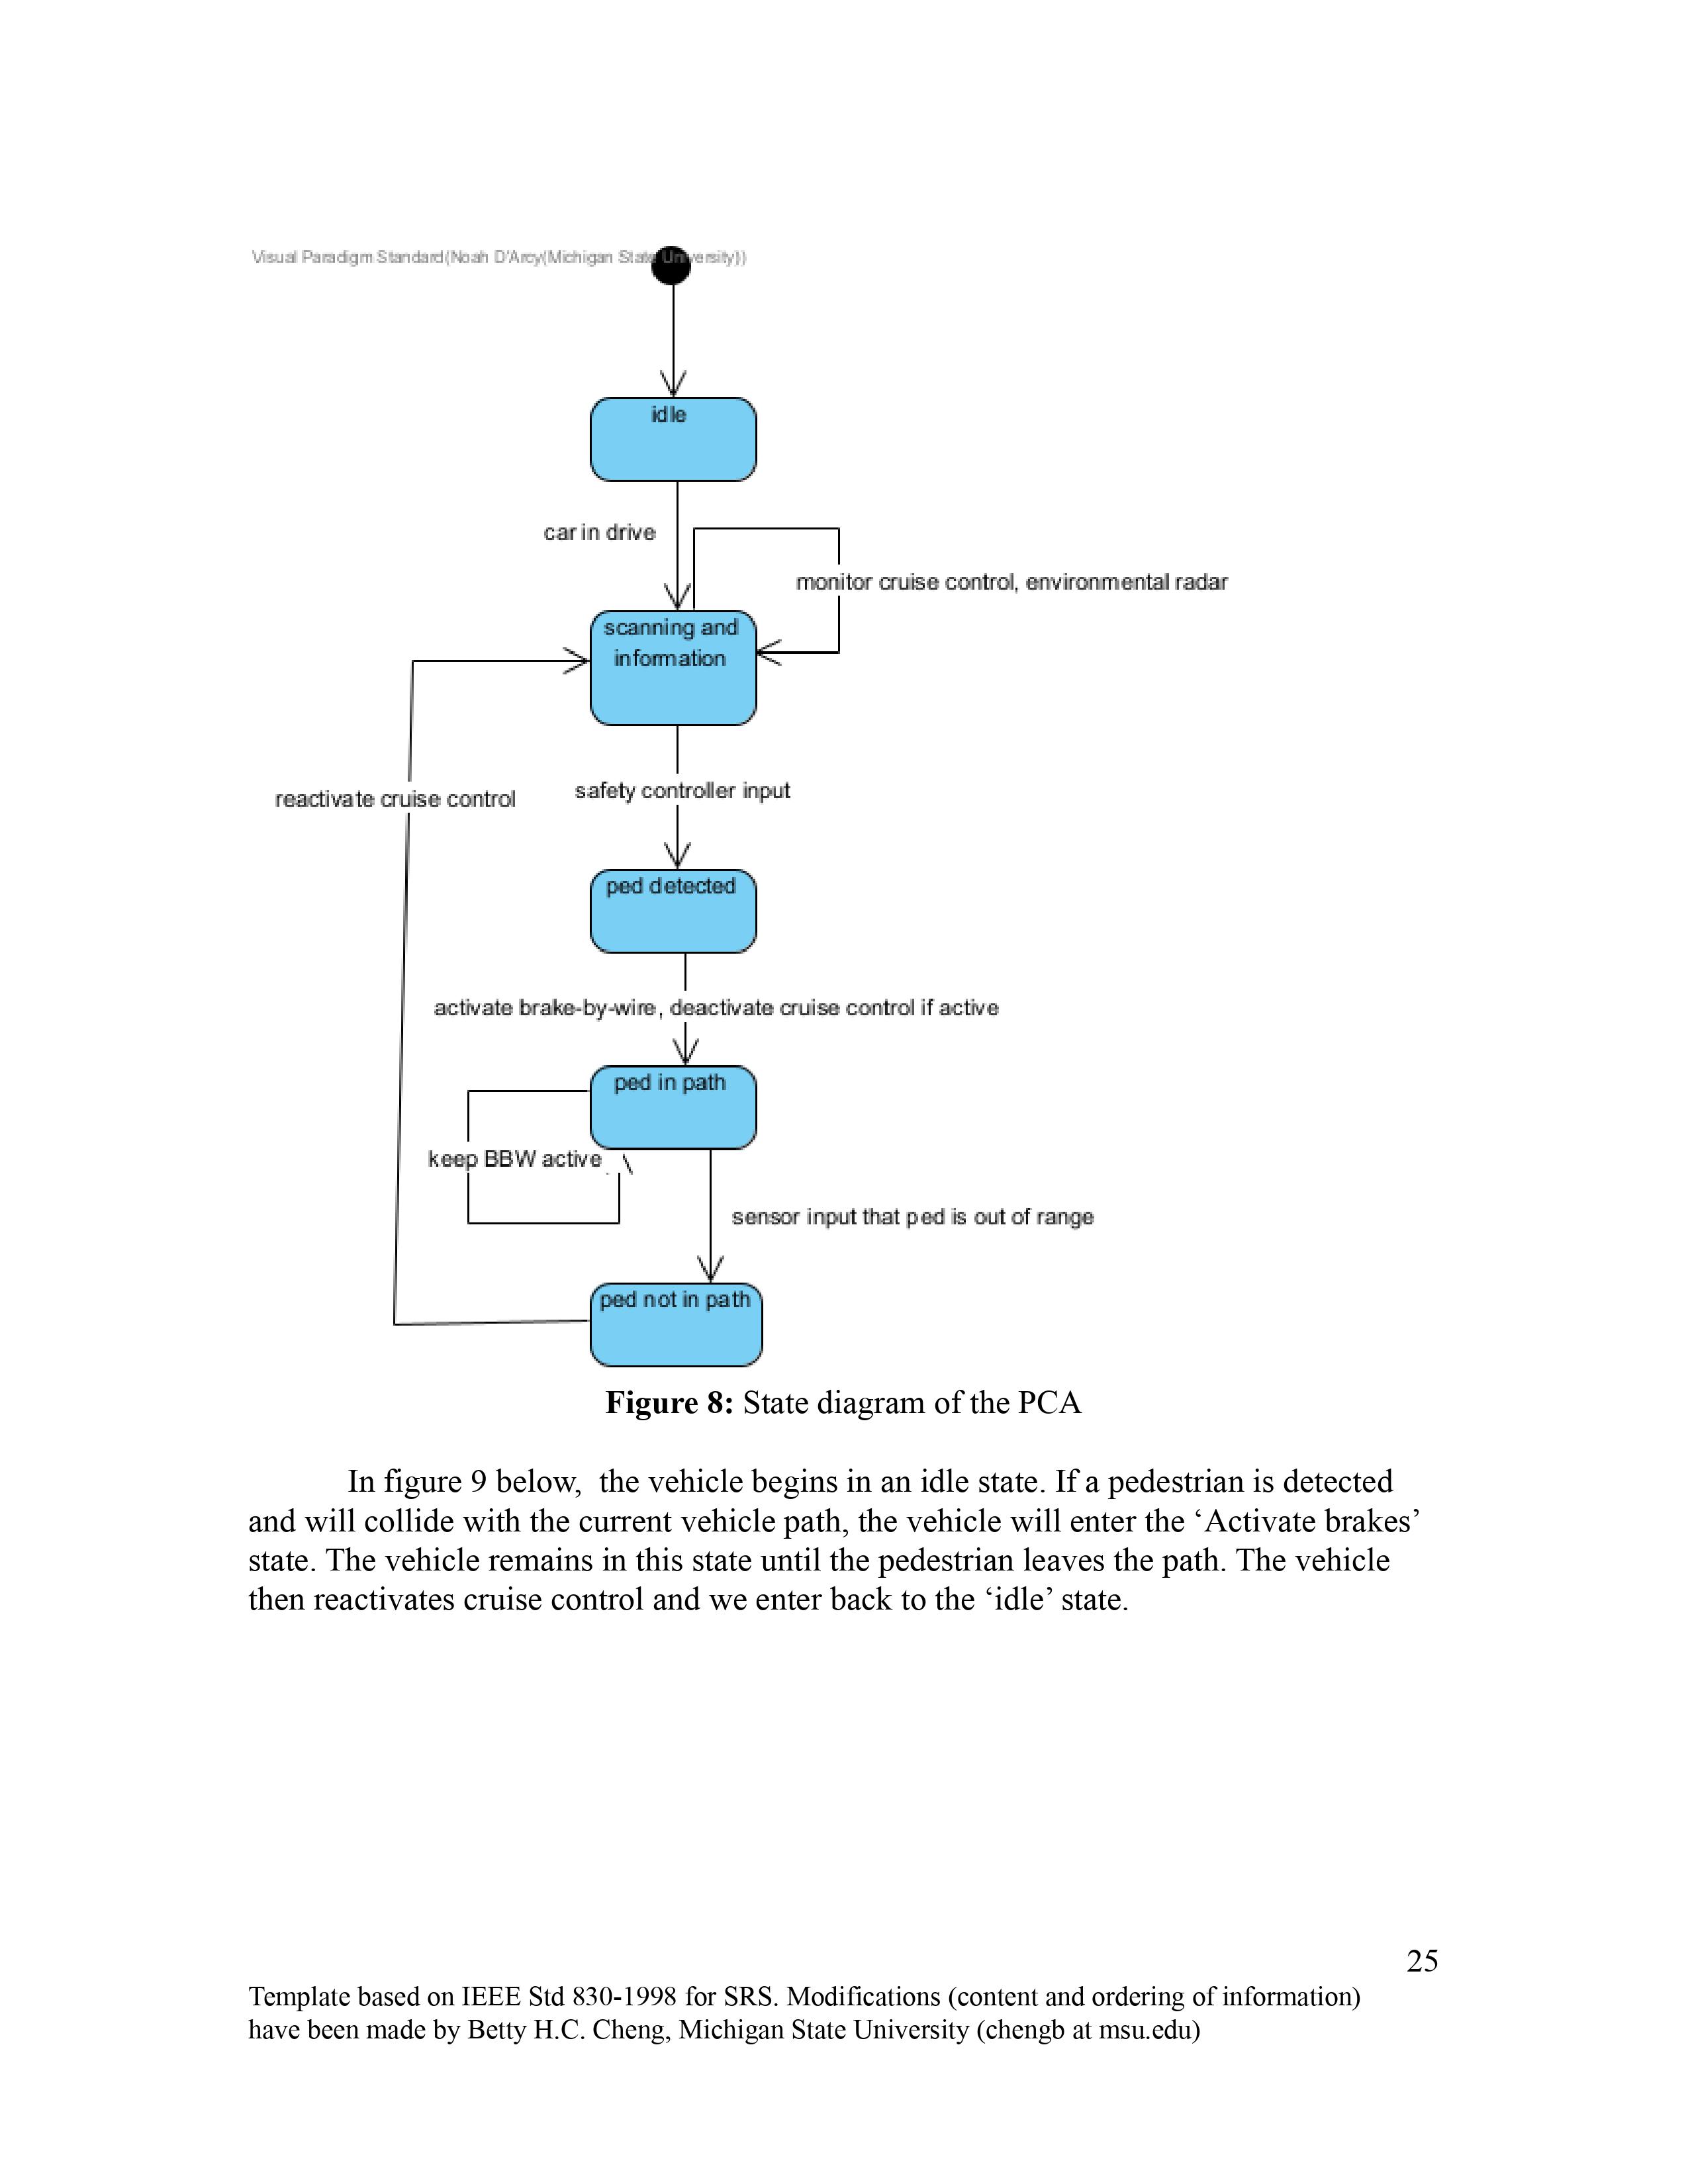 Visual Paradigm Standard(Noah D'Arcy(Michigan State University))
idle
car in drive
monitor cruise control, environmental radar
scanning and
information
reactivate cruise control
safety controller input
ped detected
activate brake-by-wire, deactivate cruise control if active
ped in path
keep BBW active
sensor input that ped is out of range
ped not in path
Figure 8: State diagram of the PCA
In figure 9 below,  the vehicle begins in an idle state. If a pedestrian is detected
and will collide with the current vehicle path, the vehicle will enter the ‘Activate brakes’
state. The vehicle remains in this state until the pedestrian leaves the path. The vehicle
then reactivates cruise control and we enter back to the ‘idle’ state.
25
Template based on IEEE Std 830-1998 for SRS. Modifications (content and ordering of information)
have been made by Betty H.C. Cheng, Michigan State University (chengb at msu.edu)